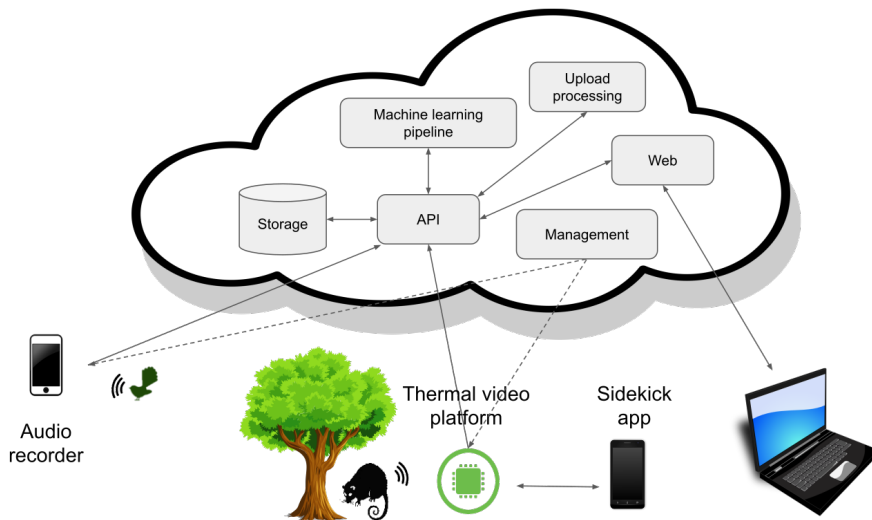 Upload
processing
Machine learning
pipeline
Web
Storage
API
Management
Thermal video
platform
Sidekick
app
Audio
recorder